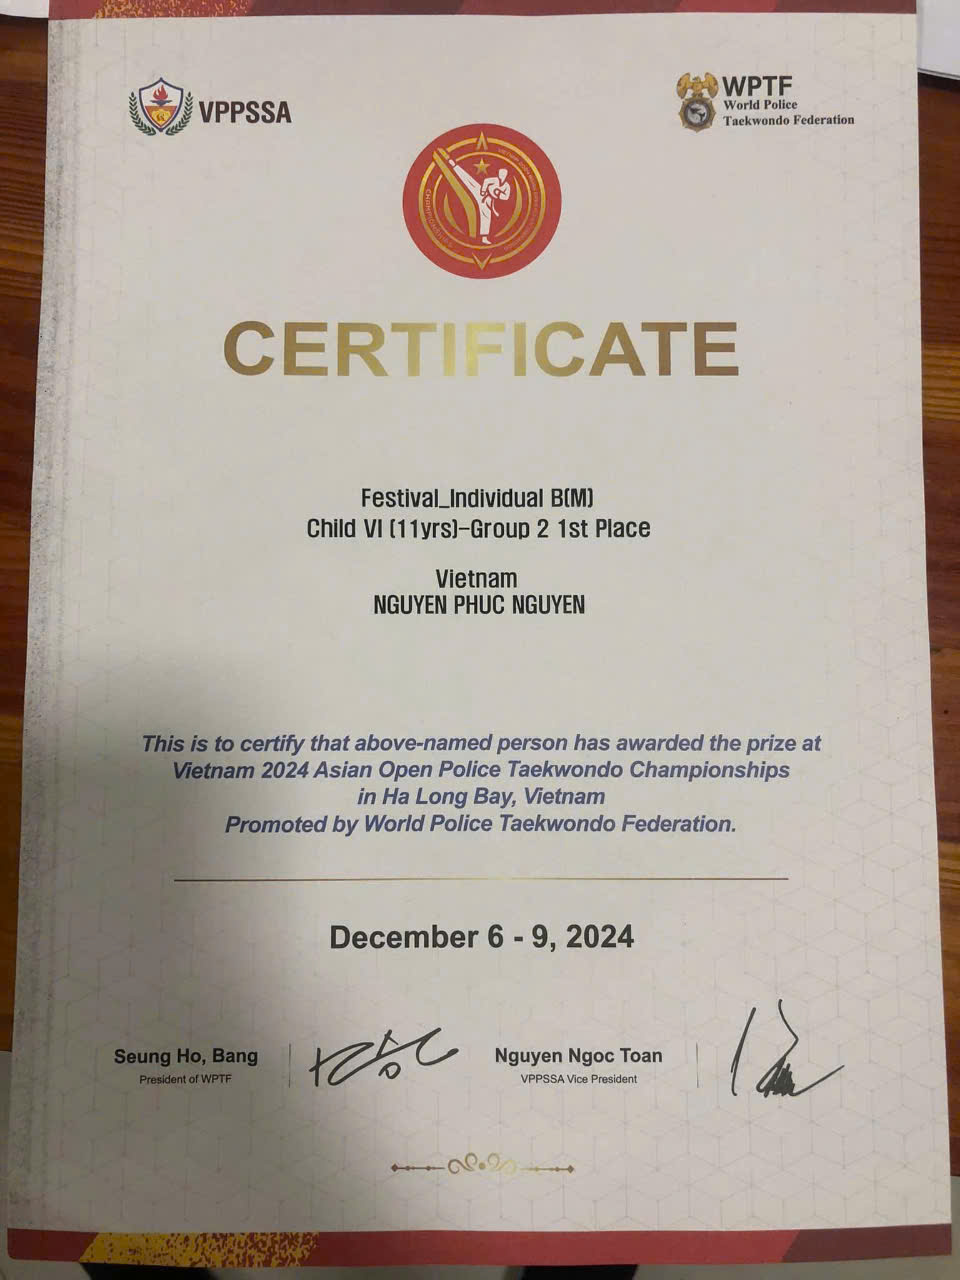 VPPSSA
WPTF
World Police
Taekwondo Federation
CHAMPIONSHIPS
CERTIFICATE
Festival_Individual B(M)
Child VI (11yrs)-Group 2 1st Place
Vietnam
NGUYEN PHUC NGUYEN
This is to certify that above-named person has awarded the prize at
Vietnam 2024 Asian Open Police Taekwondo Championships
in Ha Long Bay, Vietnam
Promoted by World Police Taekwondo Federation.
December 6 - 9, 2024
Seung Ho, Bang
President of WPTF
Nguyen Ngoc Toan
VPPSSA Vice President